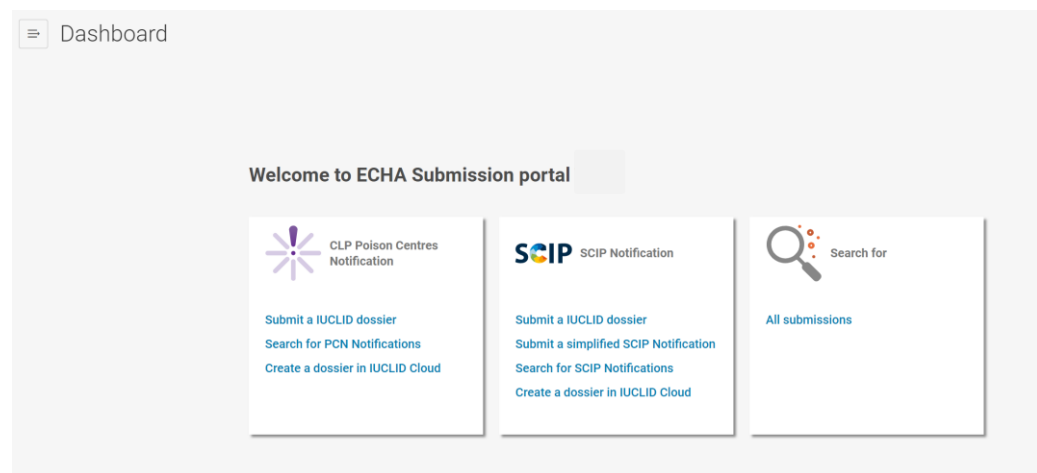 Dashboard
Welcome to ECHA Submission portal
CLP Poison Centres
Notification
Submit a IUCLID dossier
Search for PCN Notifications
Create a dossier in IUCLID Cloud
SCIP SCIP Notification
Submit a IUCLID dossier
Submit a simplified SCIP Notification
Search for SCIP Notifications
Create a dossier in IUCLID Cloud
Search for
All submissions